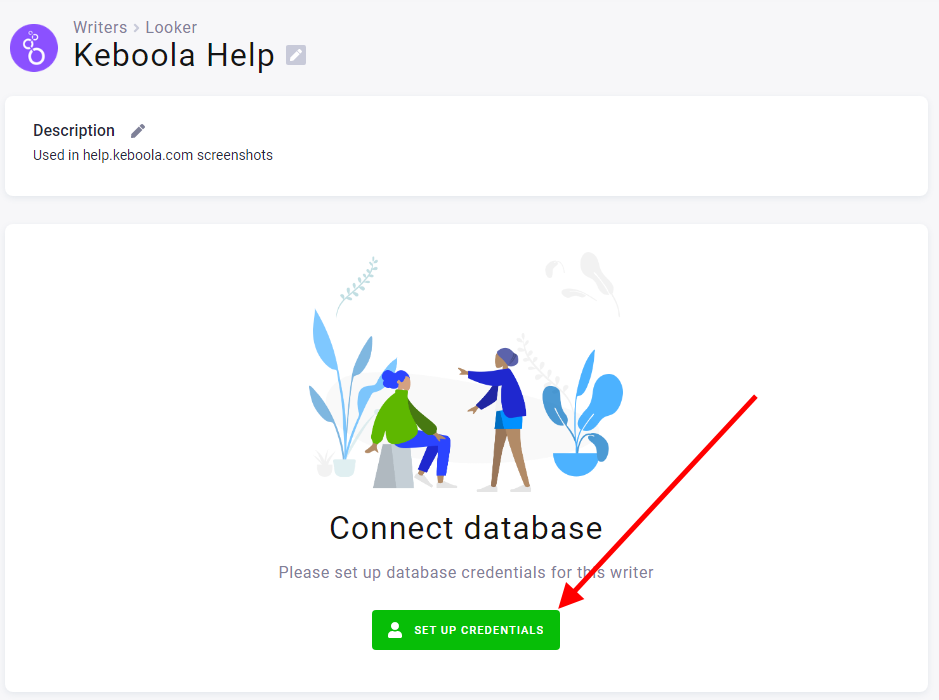 Writers > Looker
Keboola Help
Description
Used in help.keboola.com screenshots
Connect database
Please set up database credentials for this writer
SET UP CREDENTIALS